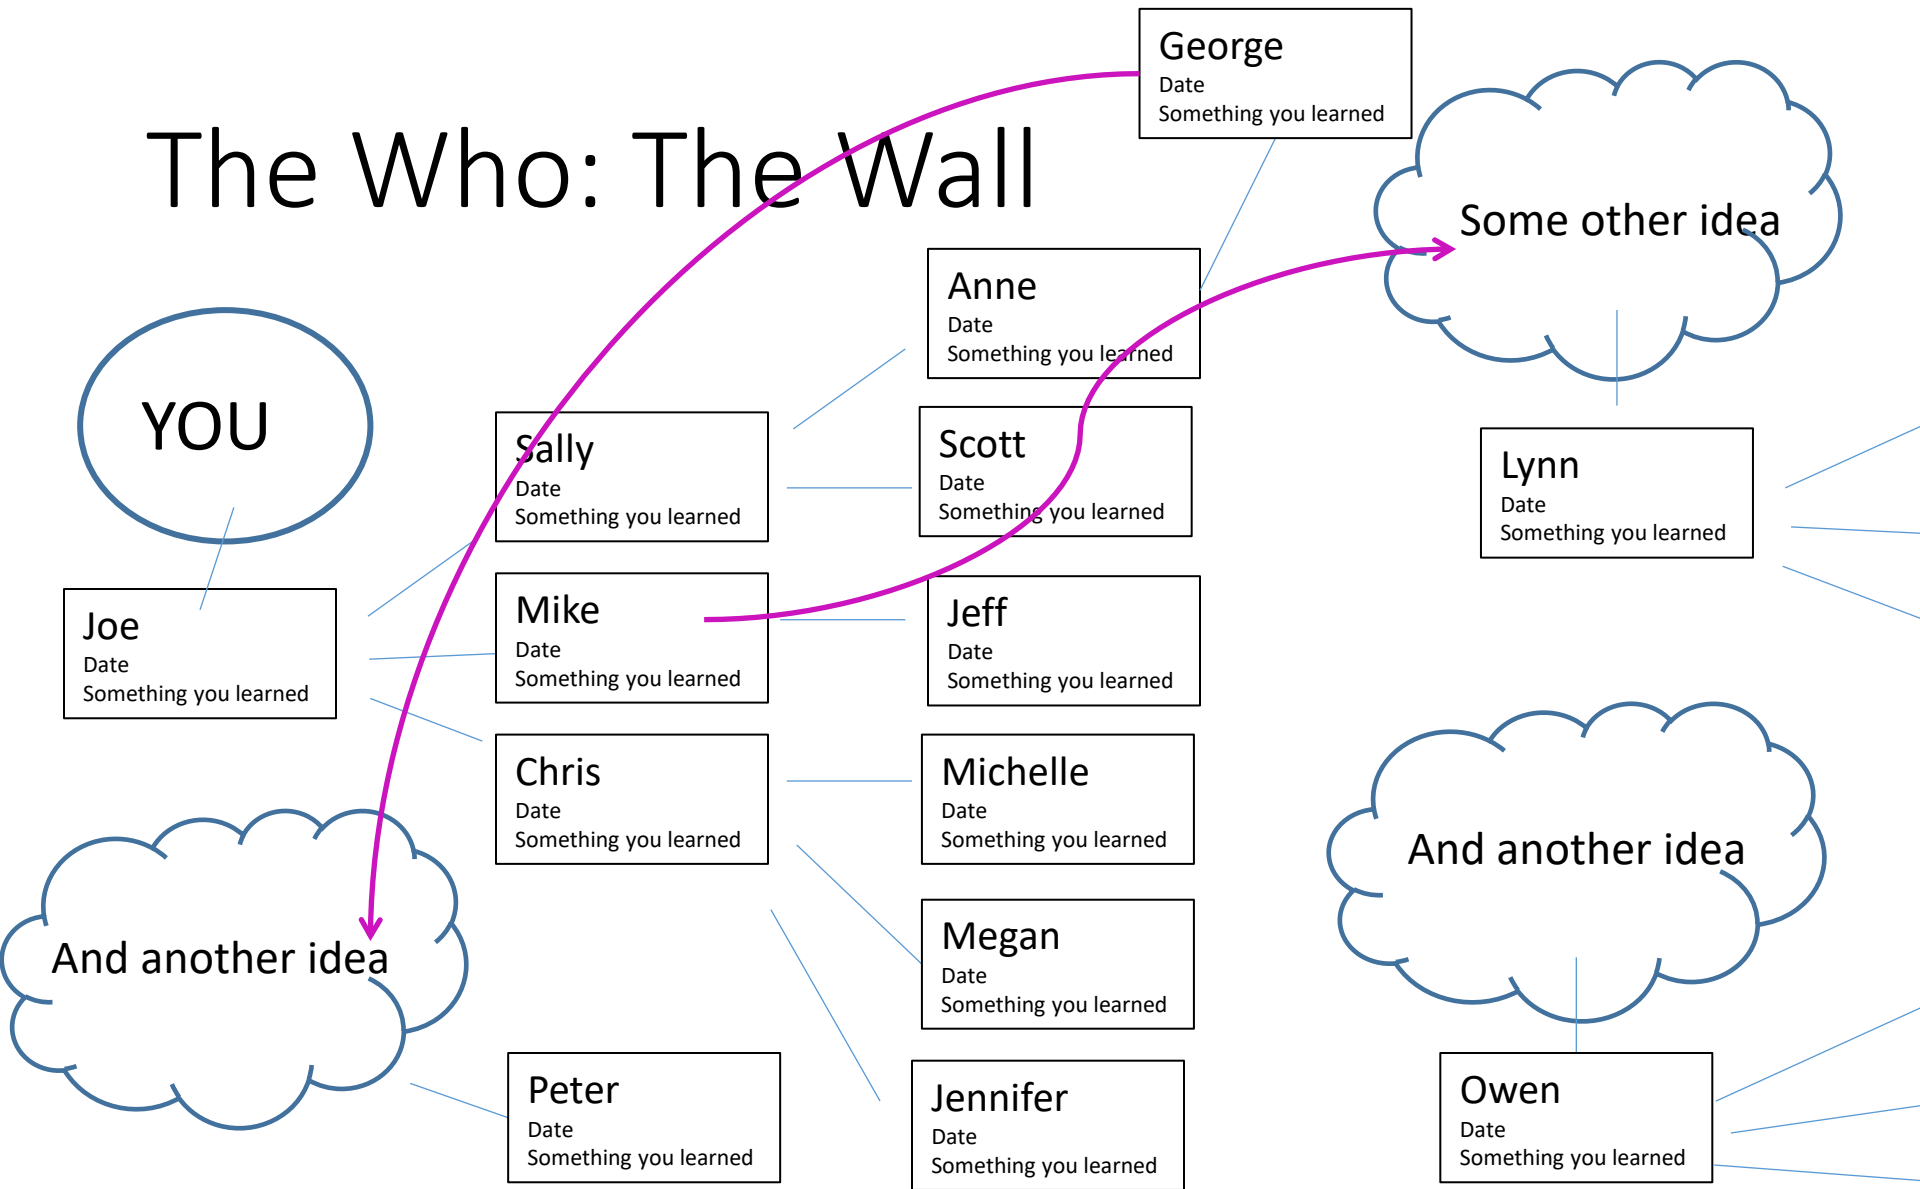 The Who: The Wall
George
Date
Something you learned
Some other idea
Anne
Date
Something you learned
YOU
Sally
Date
Something you learned
Scott
Date
Something you learned
Lynn
Date
Something you learned
Joe
Date
Something you learned
Mike
Date
Something you learned
Jeff
Date
Something you learned
Chris
Date
Something you learned
Michelle
Date
Something you learned
And another idea
And another idea
Megan
Date
Something you learned
Peter
Date
Something you learned
Jennifer
Date
Something you learned
Owen
Date
Something you learned